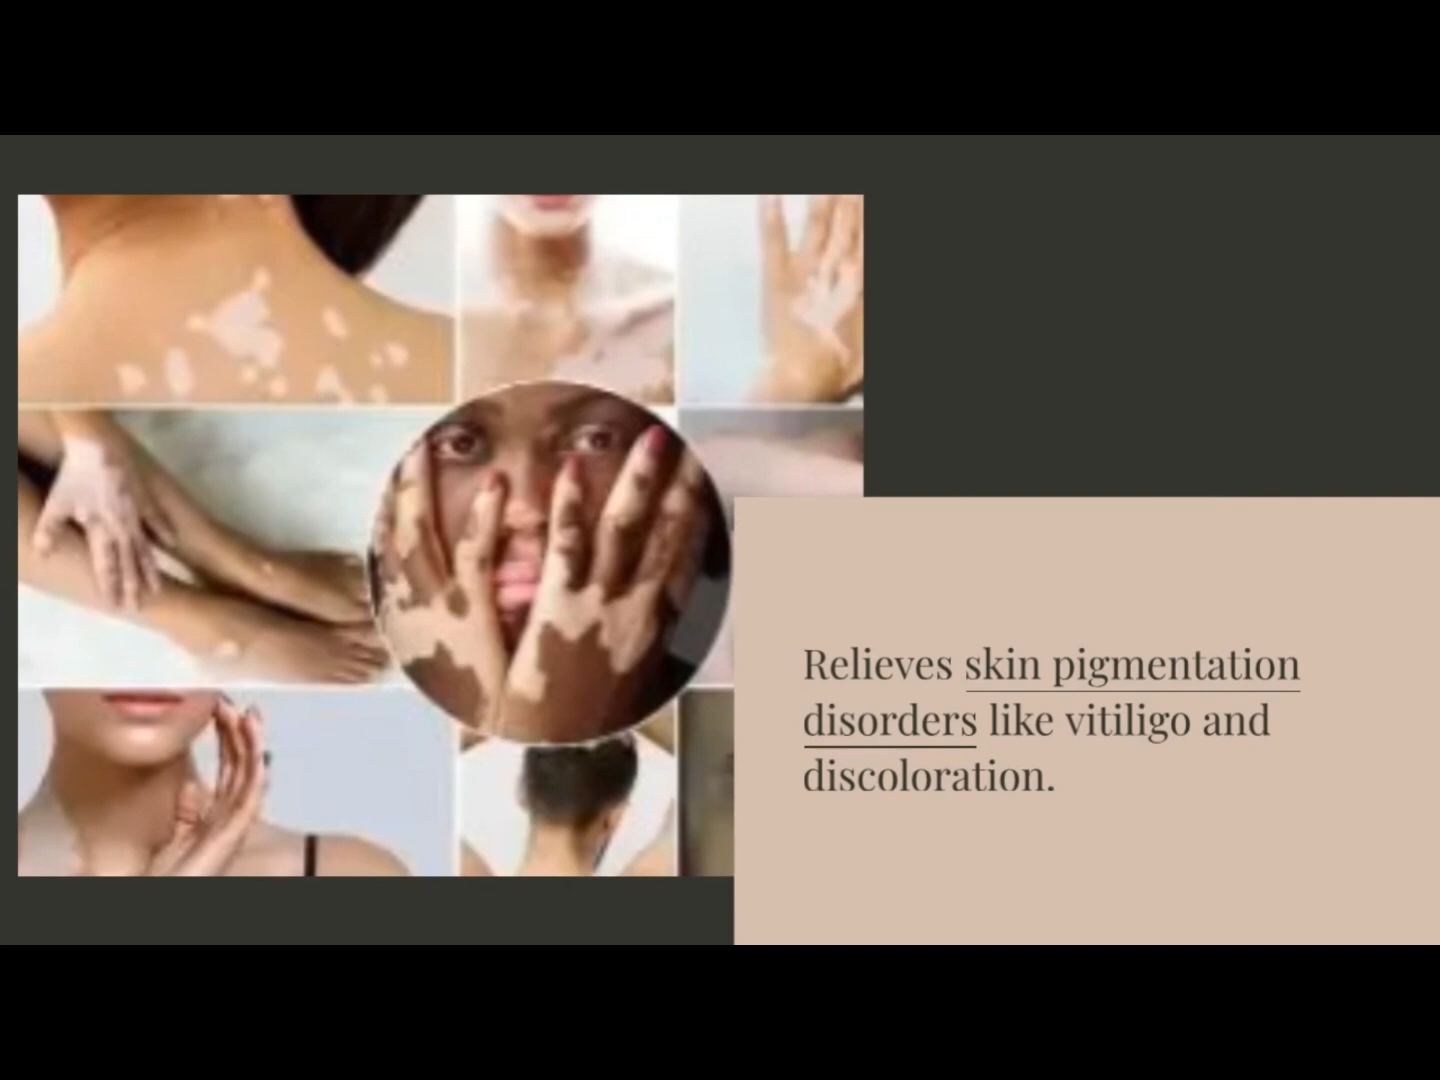 Relieves skin pigmentation
disorders like vitiligo and
discoloration.